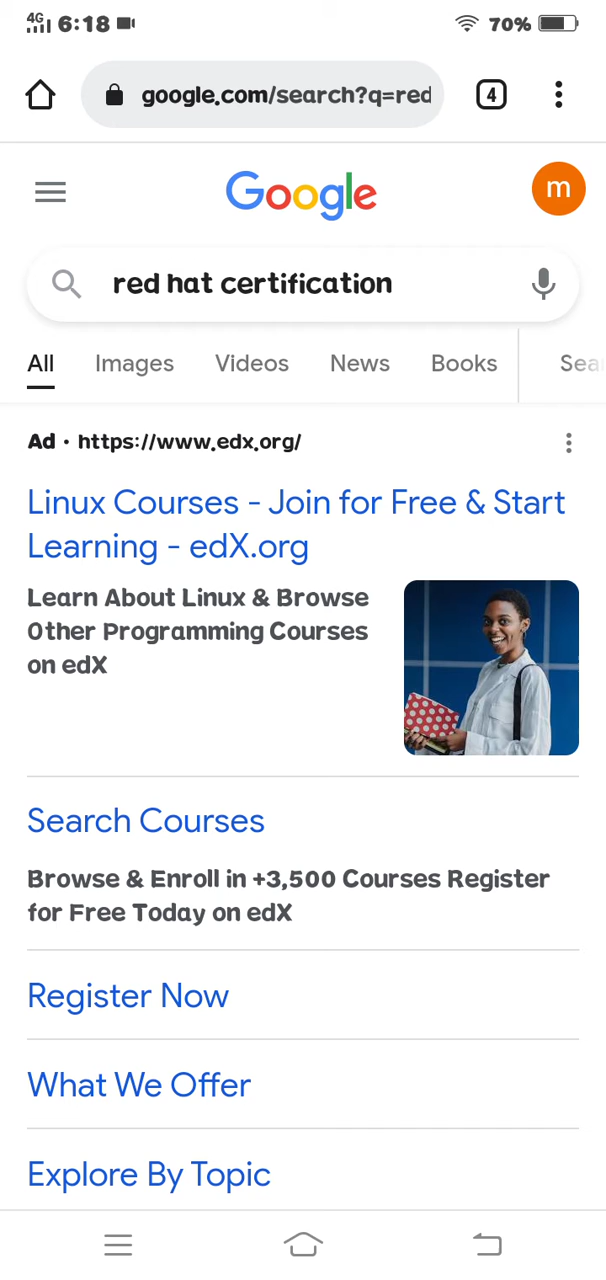 4G 6:18 70%
google.com/search?q=red
4
Google
m
red hat certification
All Images Videos News Books Sea
Ad • https://www.edx.org/
Linux Courses - Join for Free & Start
Learning - edX.org
Learn About Linux & Browse
Other Programming Courses
on edX
Search Courses
Browse & Enroll in +3,500 Courses Register
for Free Today on edX
Register Now
What We Offer
Explore By Topic